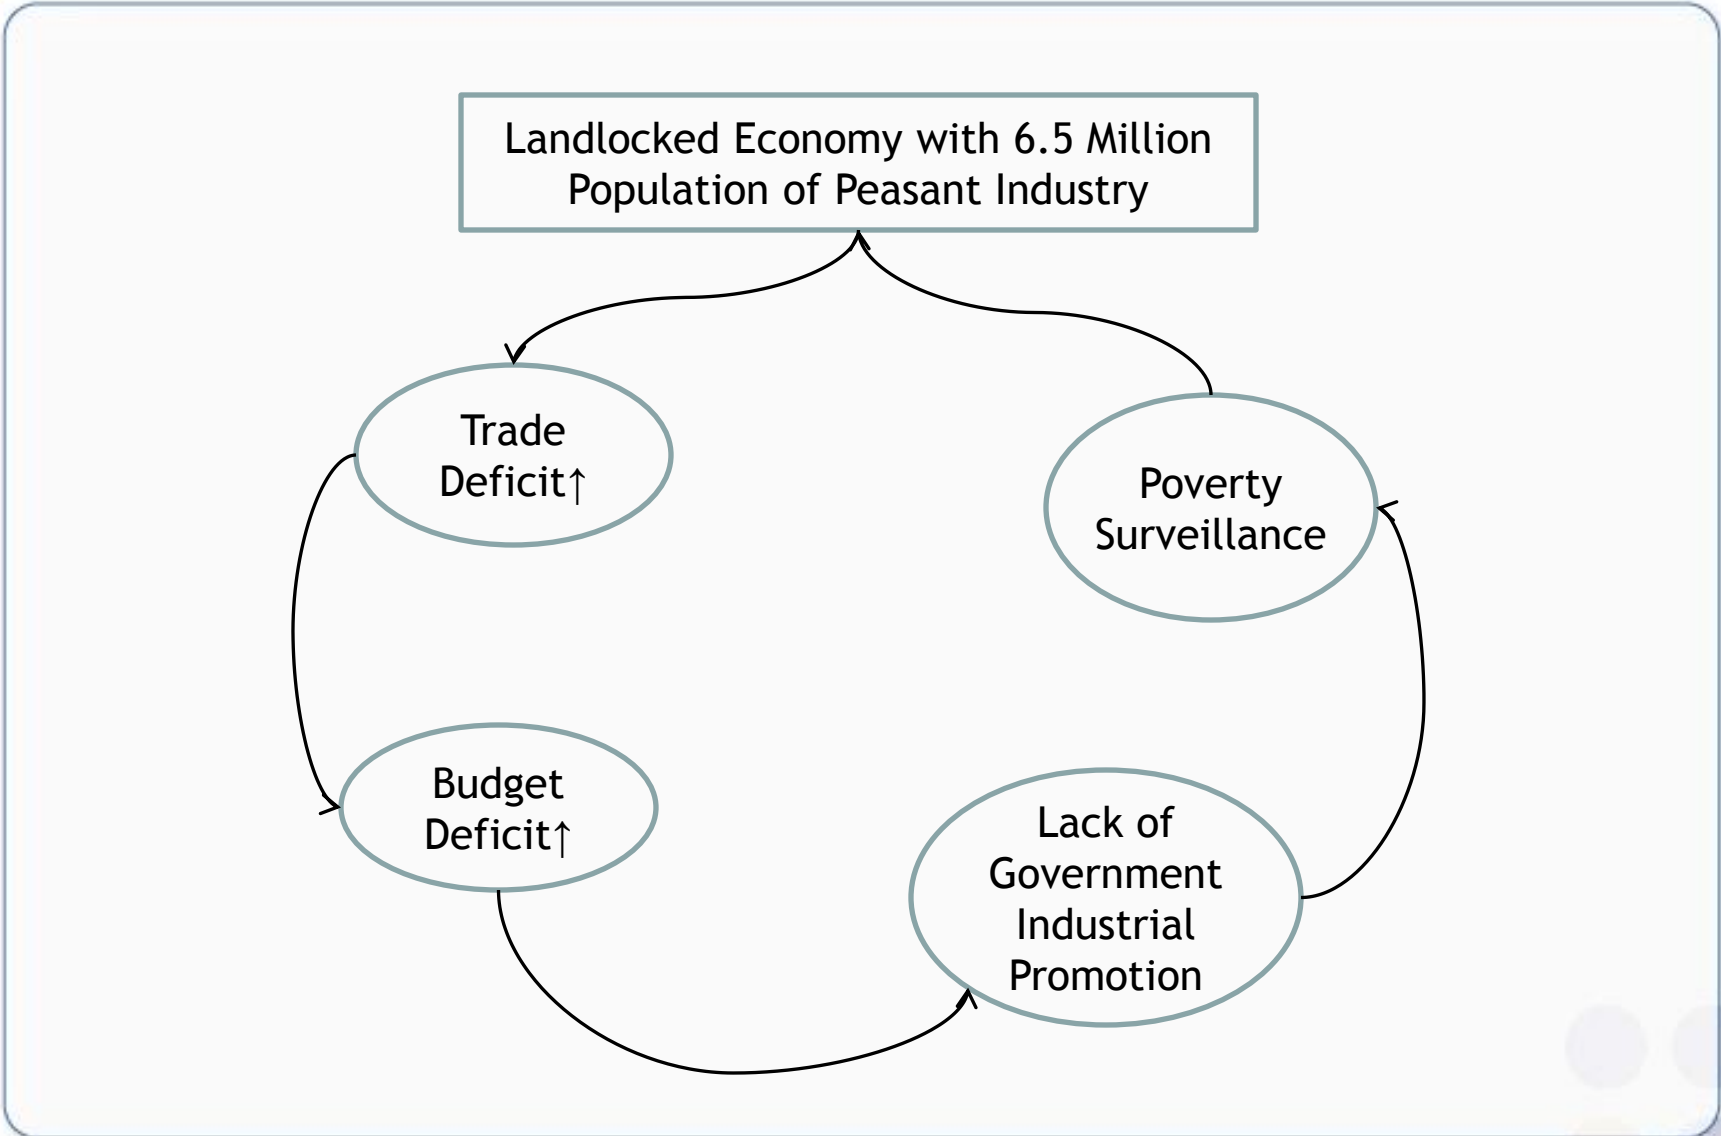 Landlocked Economy with 6.5 Million
Population of Peasant Industry
Trade
Deficit↑
Poverty
Surveillance
Budget
Deficit↑
Lack of
Government
Industrial
Promotion